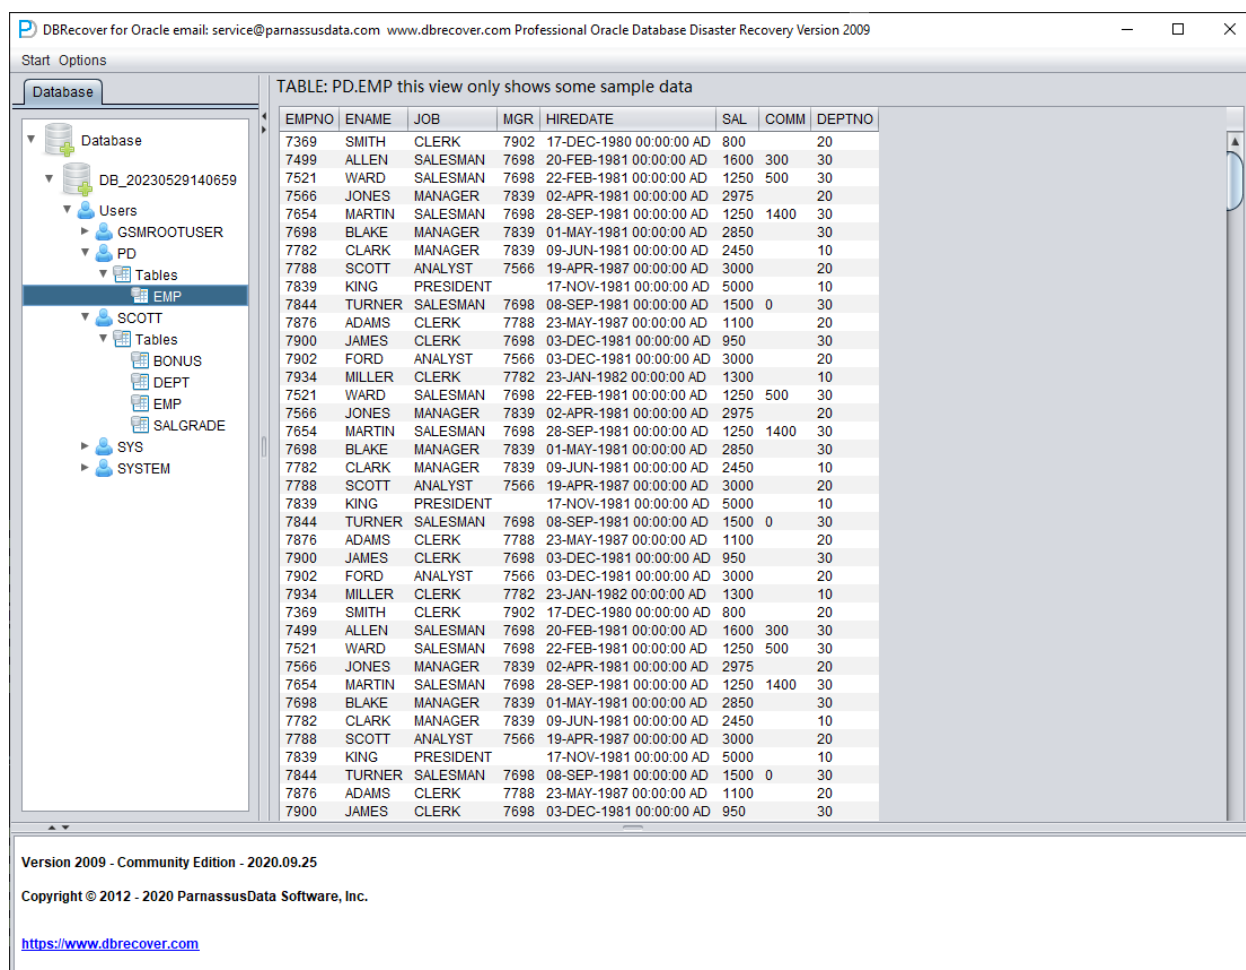 DBRecover for Oracle email: service@parnassusdata.com  www.dbrecover.com Professional Oracle Database Disaster Recovery Version 2009
Start Options
Database
Database
DB_20230529140659
Users
GSMROOTUSER
PD
Tables
EMP
SCOTT
Tables
BONUS
DEPT
EMP
SALGRADE
SYS
SYSTEM
TABLE: PD.EMP this view only shows some sample data
EMPNO ENAME JOB MGR HIREDATE SAL COMM DEPTNO
7369 SMITH CLERK 7902 17-DEC-1980 00:00:00 AD 800 20
7499 ALLEN SALESMAN 7698 20-FEB-1981 00:00:00 AD 1600 300 30
7521 WARD SALESMAN 7698 22-FEB-1981 00:00:00 AD 1250 500 30
7566 JONES MANAGER 7839 02-APR-1981 00:00:00 AD 2975 20
7654 MARTIN SALESMAN 7698 28-SEP-1981 00:00:00 AD 1250 1400 30
7698 BLAKE MANAGER 7839 01-MAY-1981 00:00:00 AD 2850 30
7782 CLARK MANAGER 7839 09-JUN-1981 00:00:00 AD 2450 10
7788 SCOTT ANALYST 7566 19-APR-1987 00:00:00 AD 3000 20
7839 KING PRESIDENT 17-NOV-1981 00:00:00 AD 5000 10
7844 TURNER SALESMAN 7698 08-SEP-1981 00:00:00 AD 1500 0 30
7876 ADAMS CLERK 7788 23-MAY-1987 00:00:00 AD 1100 20
7900 JAMES CLERK 7698 03-DEC-1981 00:00:00 AD 950 30
7902 FORD ANALYST 7566 03-DEC-1981 00:00:00 AD 3000 20
7934 MILLER CLERK 7782 23-JAN-1982 00:00:00 AD 1300 10
7521 WARD SALESMAN 7698 22-FEB-1981 00:00:00 AD 1250 500 30
7566 JONES MANAGER 7839 02-APR-1981 00:00:00 AD 2975 20
7654 MARTIN SALESMAN 7698 28-SEP-1981 00:00:00 AD 1250 1400 30
7698 BLAKE MANAGER 7839 01-MAY-1981 00:00:00 AD 2850 30
7782 CLARK MANAGER 7839 09-JUN-1981 00:00:00 AD 2450 10
7788 SCOTT ANALYST 7566 19-APR-1987 00:00:00 AD 3000 20
7839 KING PRESIDENT 17-NOV-1981 00:00:00 AD 5000 10
7844 TURNER SALESMAN 7698 08-SEP-1981 00:00:00 AD 1500 0 30
7876 ADAMS CLERK 7788 23-MAY-1987 00:00:00 AD 1100 20
7900 JAMES CLERK 7698 03-DEC-1981 00:00:00 AD 950 30
7902 FORD ANALYST 7566 03-DEC-1981 00:00:00 AD 3000 20
7934 MILLER CLERK 7782 23-JAN-1982 00:00:00 AD 1300 10
7369 SMITH CLERK 7902 17-DEC-1980 00:00:00 AD 800 20
7499 ALLEN SALESMAN 7698 20-FEB-1981 00:00:00 AD 1600 300 30
7521 WARD SALESMAN 7698 22-FEB-1981 00:00:00 AD 1250 500 30
7566 JONES MANAGER 7839 02-APR-1981 00:00:00 AD 2975 20
7654 MARTIN SALESMAN 7698 28-SEP-1981 00:00:00 AD 1250 1400 30
7698 BLAKE MANAGER 7839 01-MAY-1981 00:00:00 AD 2850 30
7782 CLARK MANAGER 7839 09-JUN-1981 00:00:00 AD 2450 10
7788 SCOTT ANALYST 7566 19-APR-1987 00:00:00 AD 3000 20
7839 KING PRESIDENT 17-NOV-1981 00:00:00 AD 5000 10
7844 TURNER SALESMAN 7698 08-SEP-1981 00:00:00 AD 1500 0 30
7876 ADAMS CLERK 7788 23-MAY-1987 00:00:00 AD 1100 20
7900 JAMES CLERK 7698 03-DEC-1981 00:00:00 AD 950 30
Version 2009 - Community Edition - 2020.09.25
Copyright © 2012 - 2020 ParnassusData Software, Inc.
https://www.dbrecover.com